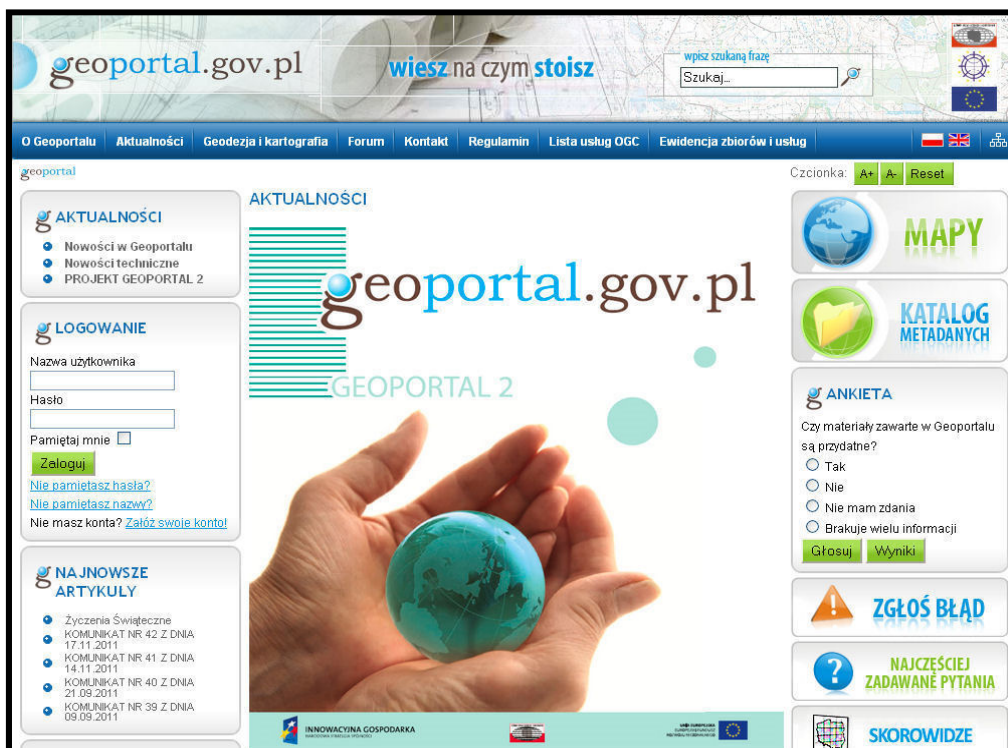 geoportal.gov.pl
wiesz na czym stoisz
wpisz szukaną frazę
Szukaj...
O Geoportalu Aktualności Geodezja i kartografia Forum Kontakt Regulamin Lista usług OGC Ewidencja zbiorów i usług
geoportal
Czcionka: A+ A- Reset
AKTUALNOŚCI
Nowości w Geoportalu
Nowości techniczne
PROJEKT GEOPORTAL 2
LOGOWANIE
Nazwa użytkownika
Hasło
Pamiętaj mnie
Zaloguj
Nie pamiętasz hasła?
Nie pamiętasz nazwy?
Nie masz konta? Załóż swoje konto!
NAJNOWSZE
ARTYKUŁY
Życzenia Świąteczne
KOMUNIKAT NR 42 Z DNIA
17.11.2011
KOMUNIKAT NR 41 Z DNIA
14.11.2011
KOMUNIKAT NR 40 Z DNIA
21.09.2011
KOMUNIKAT NR 39 Z DNIA
09.09.2011
AKTUALNOŚCI
geoportal.gov.pl
GEOPORTAL 2
INNOWACYJNA GOSPODARKA
MAPY
KATALOG
METADANYCH
ANKIETA
Czy materiały zawarte w Geoportalu
są przydatne?
Tak
Nie
Nie mam zdania
Brakuje wielu informacji
Głosuj Wyniki
ZGŁOŚ BŁĄD
NAJCZĘŚCIEJ
ZADAWANE PYTANIA
SKOROWIDZE